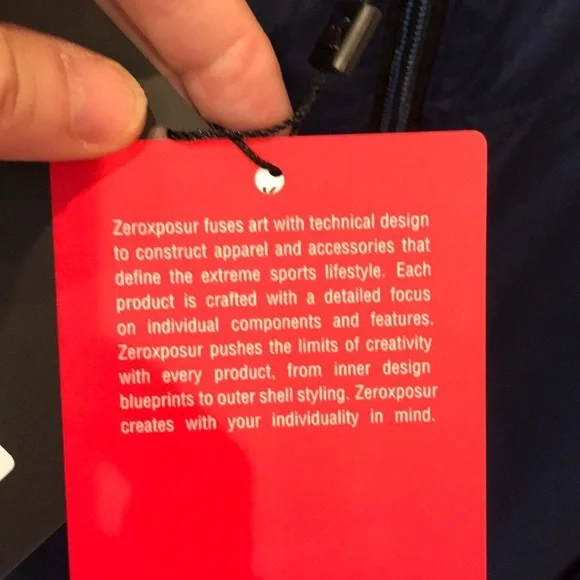 Zeroxposur fuses art with technical design
to construct apparel and accessories that
define the extreme sports lifestyle. Each
product is crafted with a detailed focus
on individual components and features.
Zeroxposur pushes the limits of creativity
with every product, from inner design
blueprints to outer shell styling. Zeroxposur
creates with your individuality in mind.